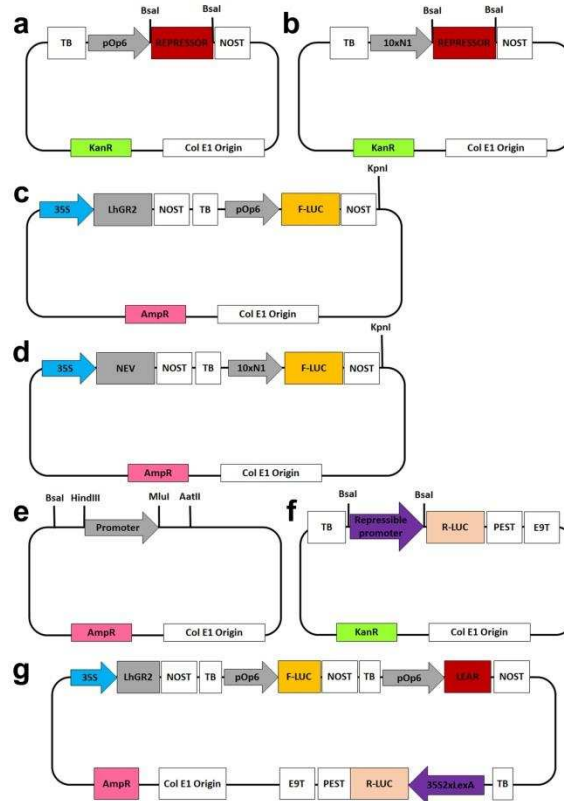 a
BsaI BsaI
TB pOp6 REPRESSOR NOST
KanR Col E1 Origin
b
BsaI BsaI
TB 10xN1 REPRESSOR NOST
KanR Col E1 Origin
c
KpnI
35S LhGR2 NOST TB pOp6 F-LUC NOST
AmpR Col E1 Origin
d
KpnI
35S NEV NOST TB 10xN1 F-LUC NOST
AmpR Col E1 Origin
e
BsaI HindIII MluI AatII
Promoter
AmpR Col E1 Origin
f
BsaI BsaI
TB Repressible promoter R-LUC PEST E9T
KanR Col E1 Origin
g
35S LhGR2 NOST TB pOp6 F-LUC NOST TB pOp6 LEAR NOST
AmpR Col E1 Origin E9T PEST R-LUC 35S2xLexA TB